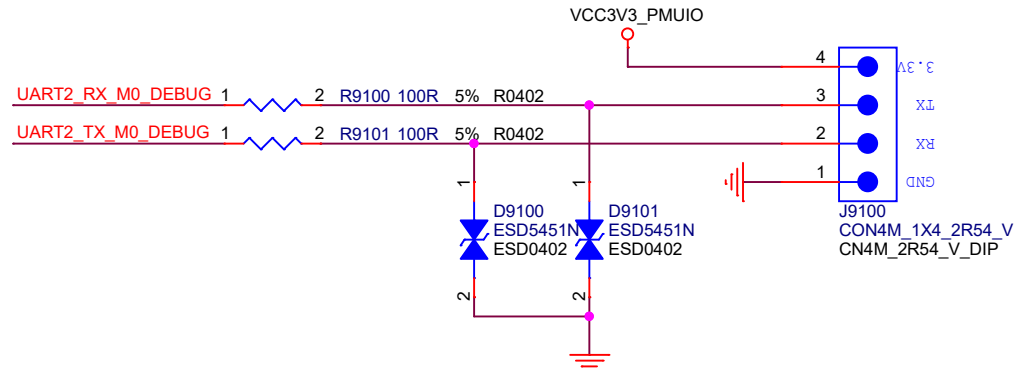 VCC3V3_PMUIO
4
3.3V
UART2_RX_M0_DEBUG 1 2 R9100 100R 5% R0402 3 TX
UART2_TX_M0_DEBUG 1 2 R9101 100R 5% R0402 2 RX
1 GND
1 1
D9100 D9101 J9100
ESD5451N ESD5451N CON4M_1X4_2R54_V
ESD0402 ESD0402 CN4M_2R54_V_DIP
2 2